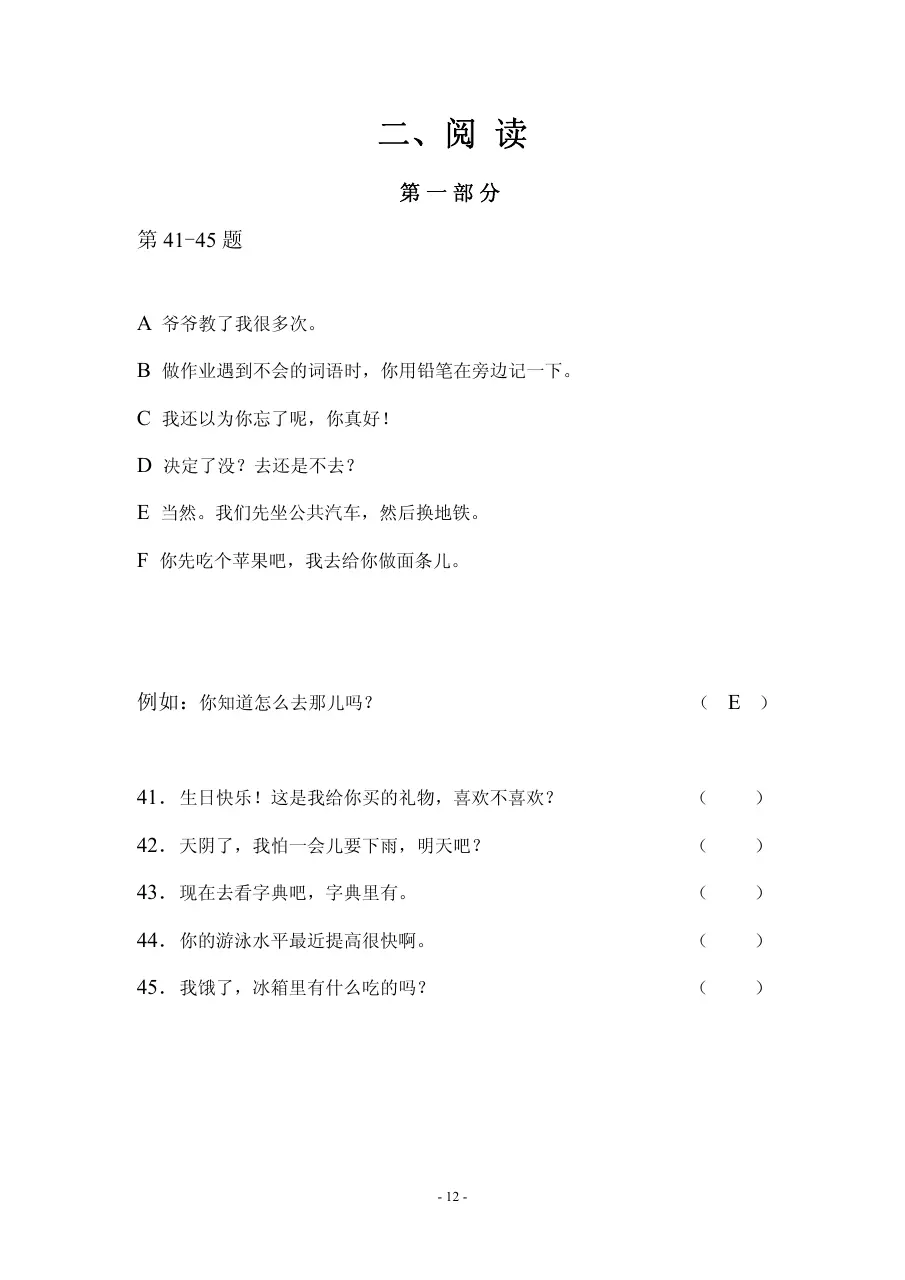 二、阅 读
第 一 部 分
第 41-45 题
A 爷爷教了我很多次。
B 做作业遇到不会的词语时，你用铅笔在旁边记一下。
C 我还以为你忘了呢，你真好！
D 决定了没？去还是不去？
E 当然。我们先坐公共汽车，然后换地铁。
F 你先吃个苹果吧，我去给你做面条儿。
例如：你知道怎么去那儿吗？ （ E ）
41．生日快乐！这是我给你买的礼物，喜欢不喜欢？ （ ）
42．天阴了，我怕一会儿要下雨，明天吧？ （ ）
43．现在去看字典吧，字典里有。 （ ）
44．你的游泳水平最近提高很快啊。 （ ）
45．我饿了，冰箱里有什么吃的吗？ （ ）
- 12 -